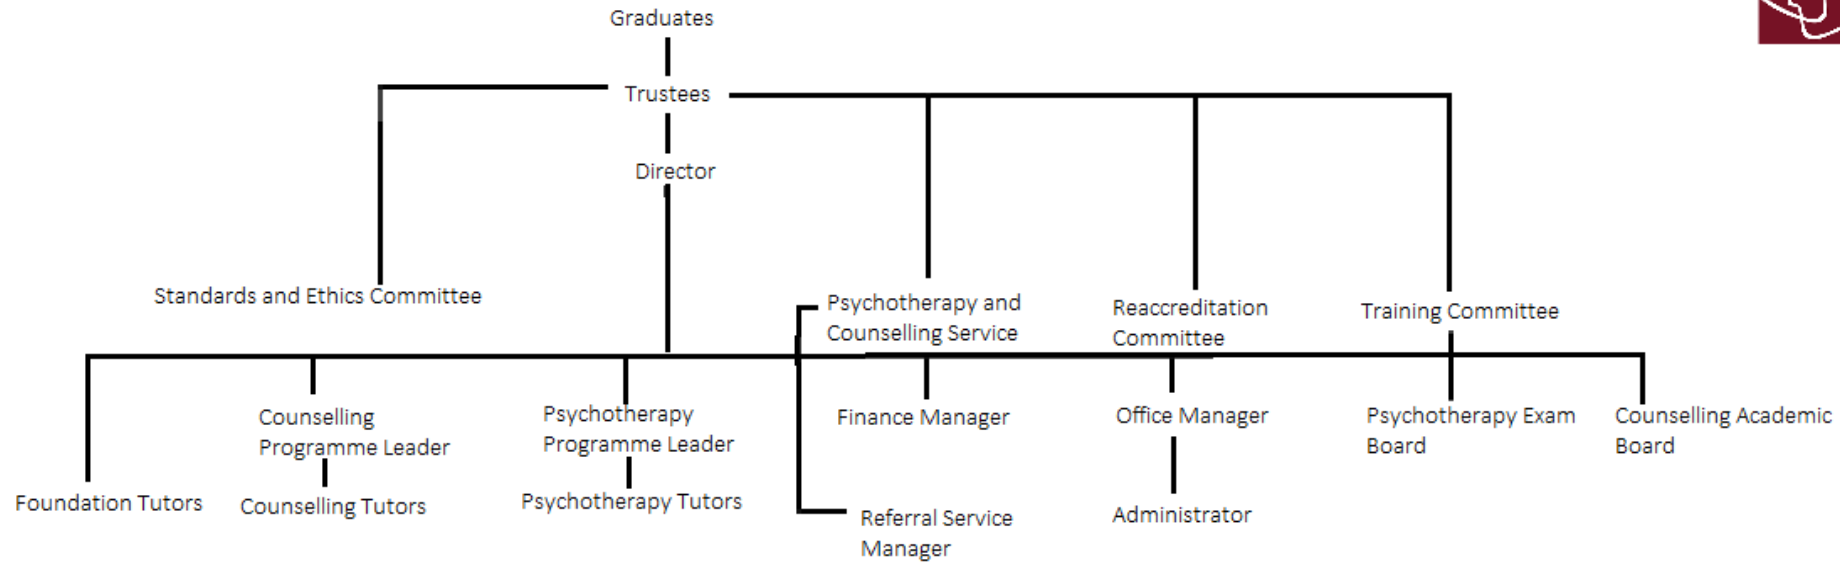 Graduates
Trustees
Director
Standards and Ethics Committee
Psychotherapy and
Counselling Service
Reaccreditation
Committee
Training Committee
Counselling
Programme Leader
Psychotherapy
Programme Leader
Finance Manager
Office Manager
Psychotherapy Exam
Board
Counselling Academic
Board
Foundation Tutors
Counselling Tutors
Psychotherapy Tutors
Referral Service
Manager
Administrator